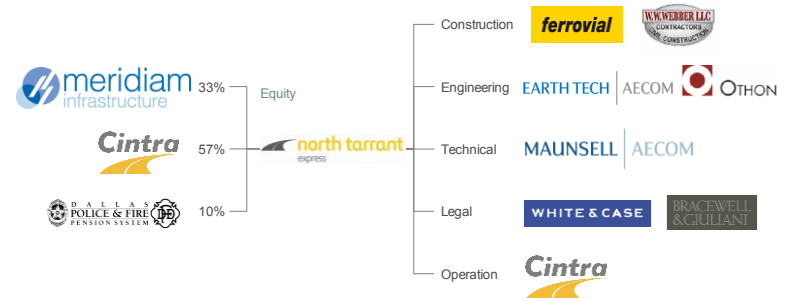 meridiam
infrastructure
33%
Equity
Cintra
57%
DALLAS
POLICE & FIRE
PENSION SYSTEM
10%
north tarrant
express
Construction
ferrovial
W.W.WEBBER LLC
CONTRACTORS
CIVIL CONSTRUCTION
Engineering
EARTH TECH | AECOM
OTHON
Technical
MAUNSELL | AECOM
Legal
WHITE & CASE
BRACEWELL
& GIULIANI
Operation
Cintra